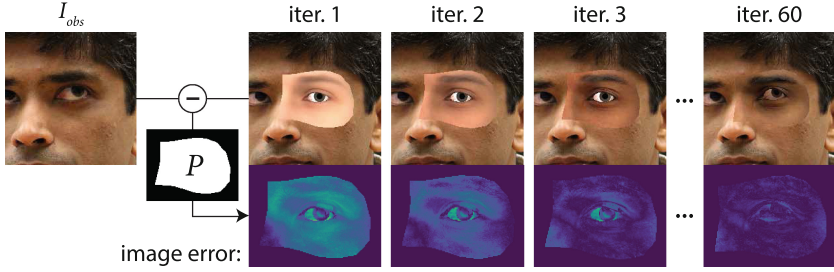 I_obs
iter. 1
iter. 2
iter. 3
iter. 60
−
P
...
...
image error: